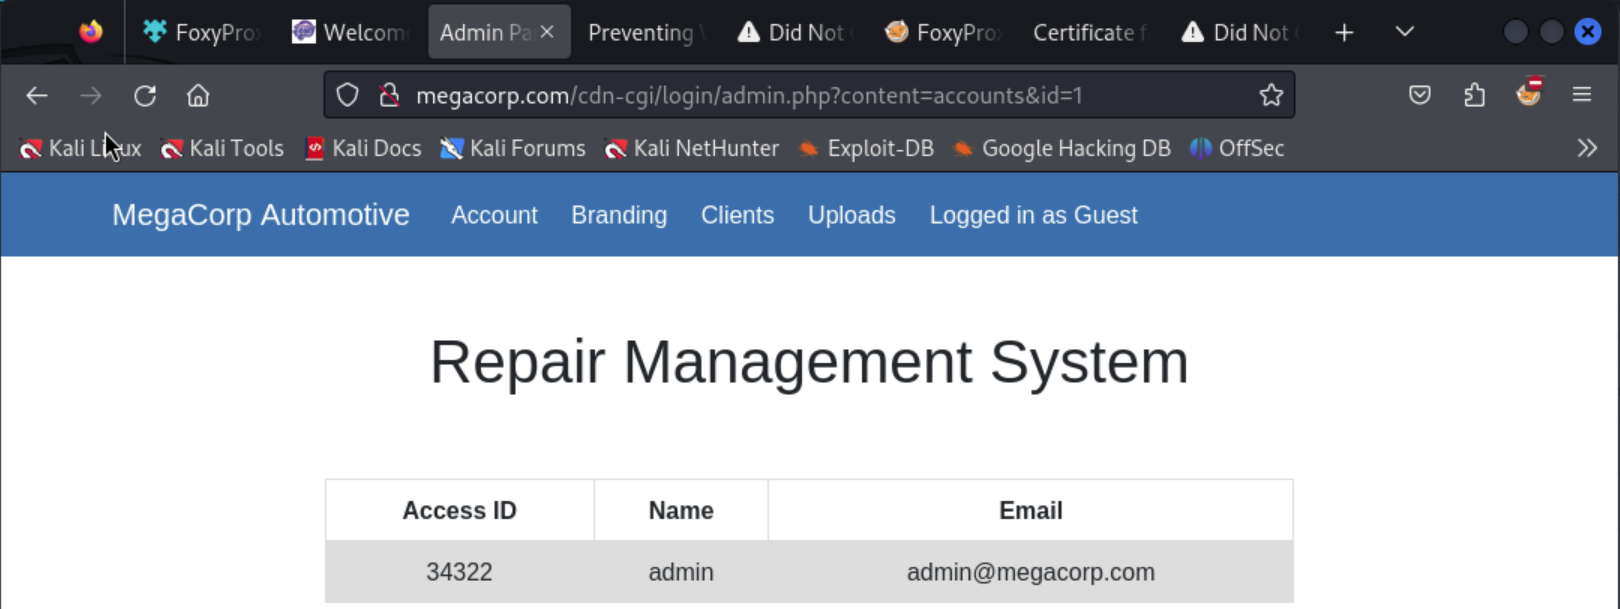 FoxyPro Welcom Admin Pa Preventing Did Not FoxyPro Certificate f Did Not
megacorp.com/cdn-cgi/login/admin.php?content=accounts&id=1
Kali Linux Kali Tools Kali Docs Kali Forums Kali NetHunter Exploit-DB Google Hacking DB OffSec
MegaCorp Automotive Account Branding Clients Uploads Logged in as Guest
Repair Management System
Access ID Name Email
34322 admin admin@megacorp.com